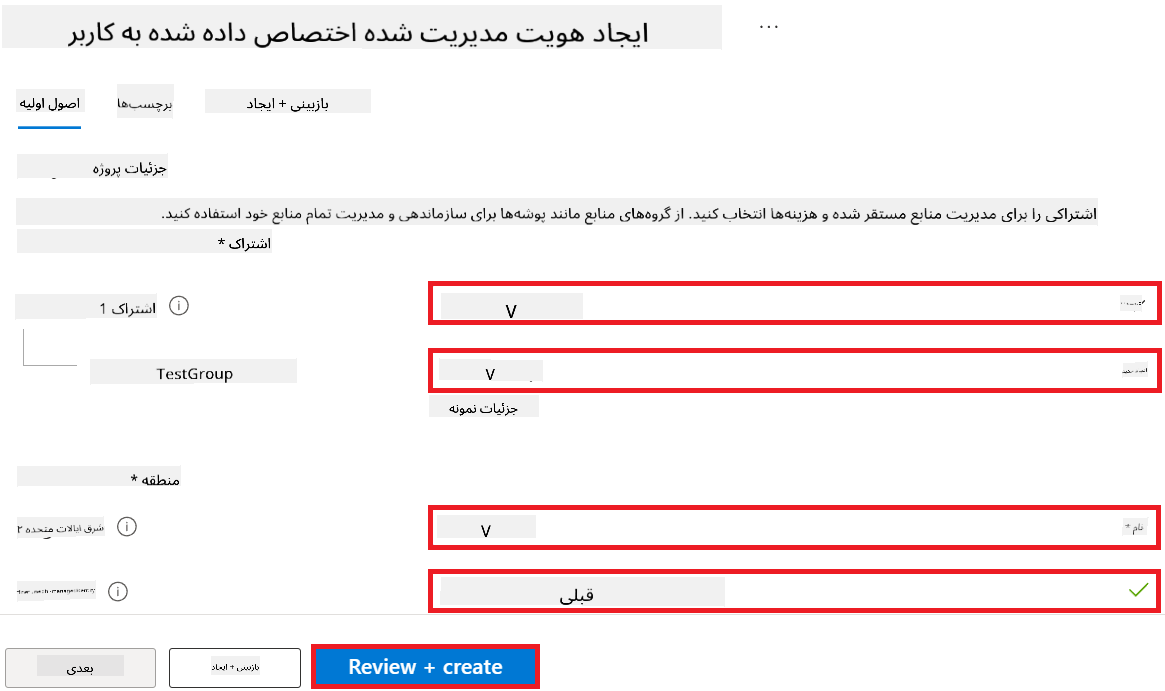 ایجاد هویت مدیریت شده اختصاص داده شده به کاربر ...
اصول اولیه
برچسب‌ها
بازبینی + ایجاد
جزئیات پروژه
اشتراکی را برای مدیریت منابع مستقر شده و هزینه‌ها انتخاب کنید. از گروه‌های منابع مانند پوشه‌ها برای سازماندهی و مدیریت تمام منابع خود استفاده کنید.
اشتراک *
اشتراک 1
V
TestGroup
V
جزئیات نمونه
منطقه *
شرق ایالات متحده ۲
V
نام *
قبلی
بعدی
بازبینی + ایجاد
Review + create